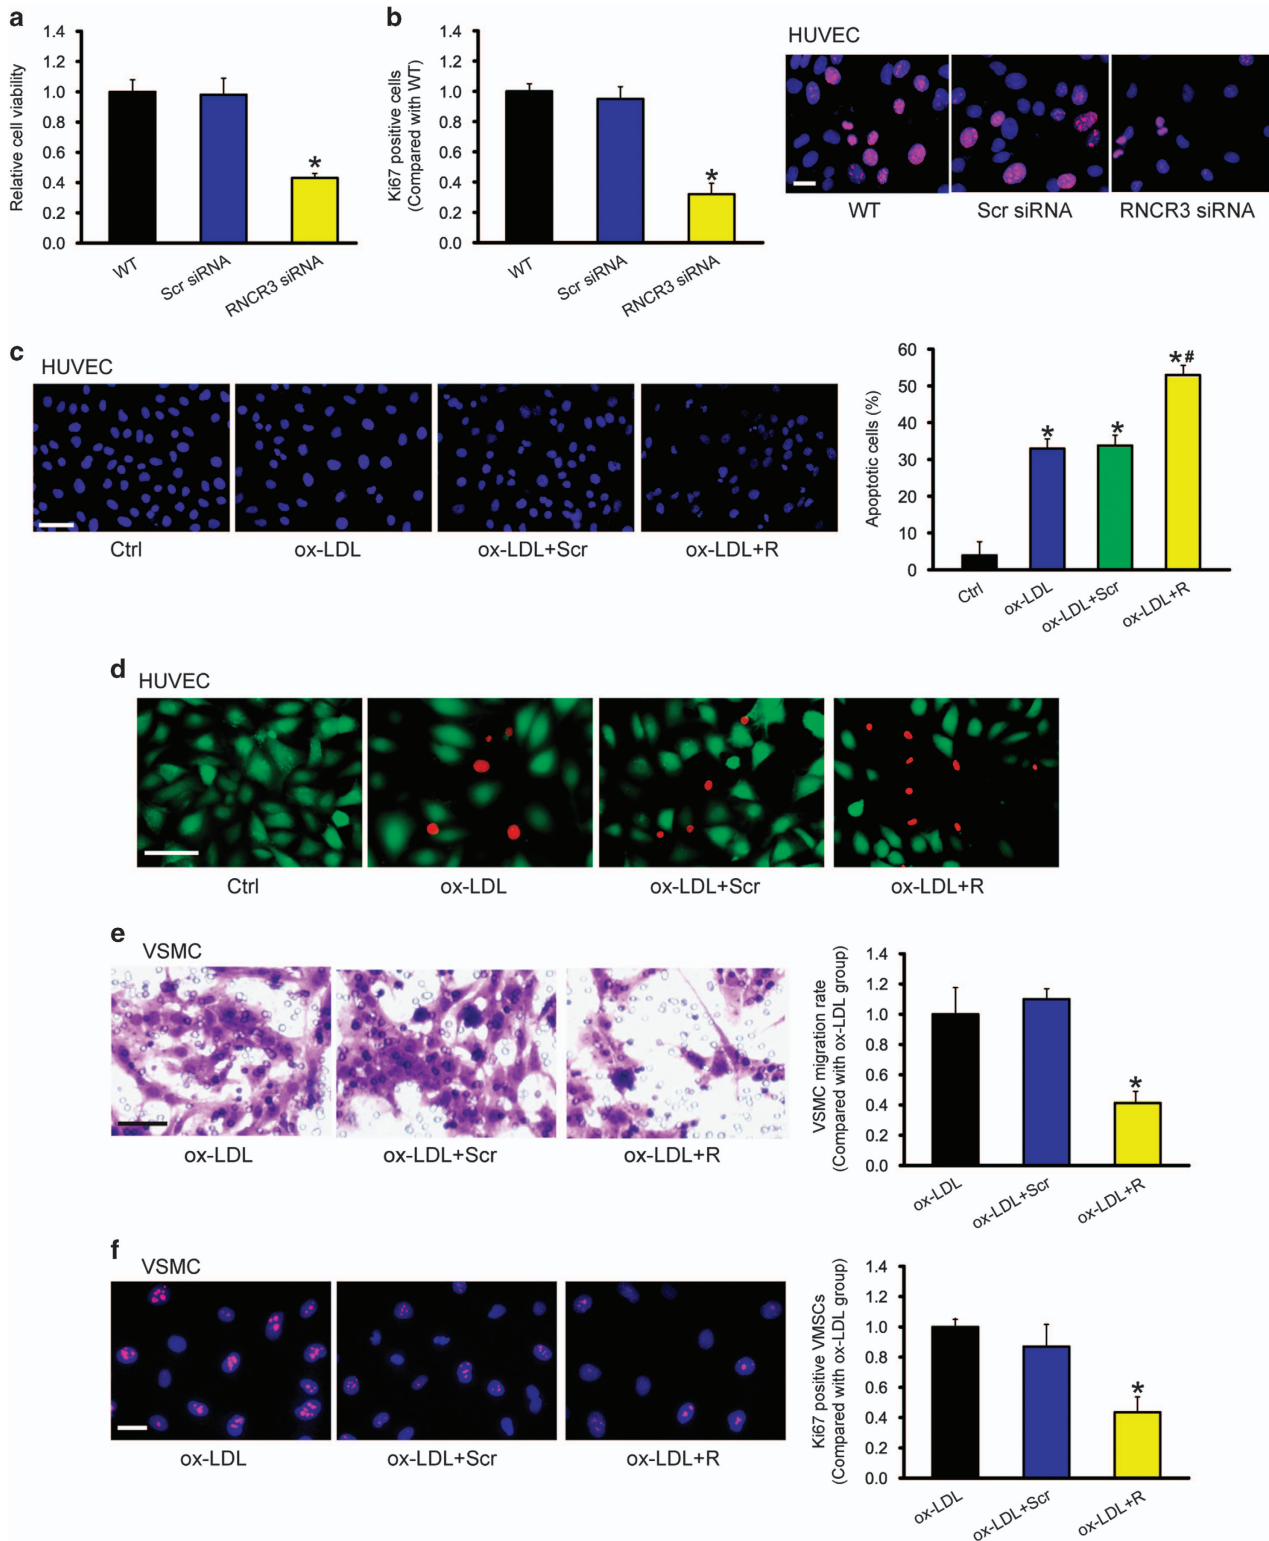 a
Relative cell viability
1.4
1.2
1.0
0.8
0.6
0.4
0.2
0.0
*
WT
Scr siRNA
RNCR3 siRNA
b
Ki67 positive cells
(Compared with WT)
1.4
1.2
1.0
0.8
0.6
0.4
0.2
0.0
*
WT
Scr siRNA
RNCR3 siRNA
HUVEC
WT
Scr siRNA
RNCR3 siRNA
c
HUVEC
Ctrl
ox-LDL
ox-LDL+Scr
ox-LDL+R
Apoptotic cells (%)
60
50
40
30
20
10
0
*
*
*#
Ctrl
ox-LDL
ox-LDL+Scr
ox-LDL+R
d
HUVEC
Ctrl
ox-LDL
ox-LDL+Scr
ox-LDL+R
e
VSMC
ox-LDL
ox-LDL+Scr
ox-LDL+R
VSMC migration rate
(Compared with ox-LDL group)
1.4
1.2
1.0
0.8
0.6
0.4
0.2
0.0
*
ox-LDL
ox-LDL+Scr
ox-LDL+R
f
VSMC
ox-LDL
ox-LDL+Scr
ox-LDL+R
Ki67 positive VMSCs
(Compared with ox-LDL group)
1.4
1.2
1.0
0.8
0.6
0.4
0.2
0.0
*
ox-LDL
ox-LDL+Scr
ox-LDL+R